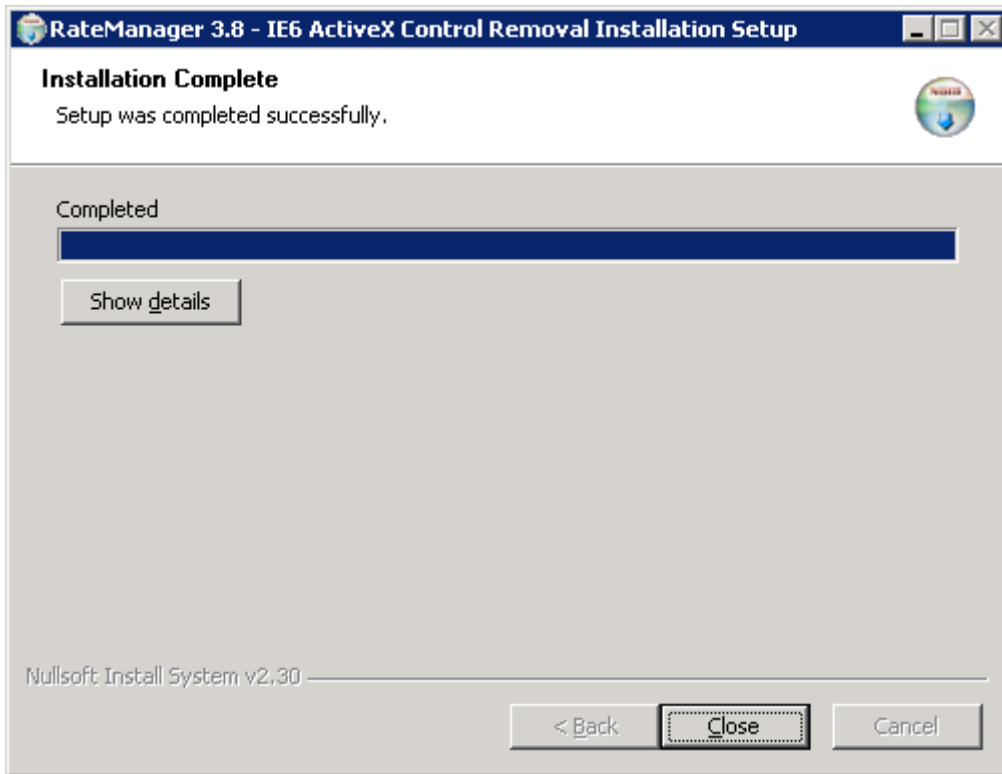 RateManager 3.8 - IE6 ActiveX Control Removal Installation Setup
Installation Complete
Setup was completed successfully.
Completed
Show details
Nullsoft Install System v2.30
< Back
Close
Cancel